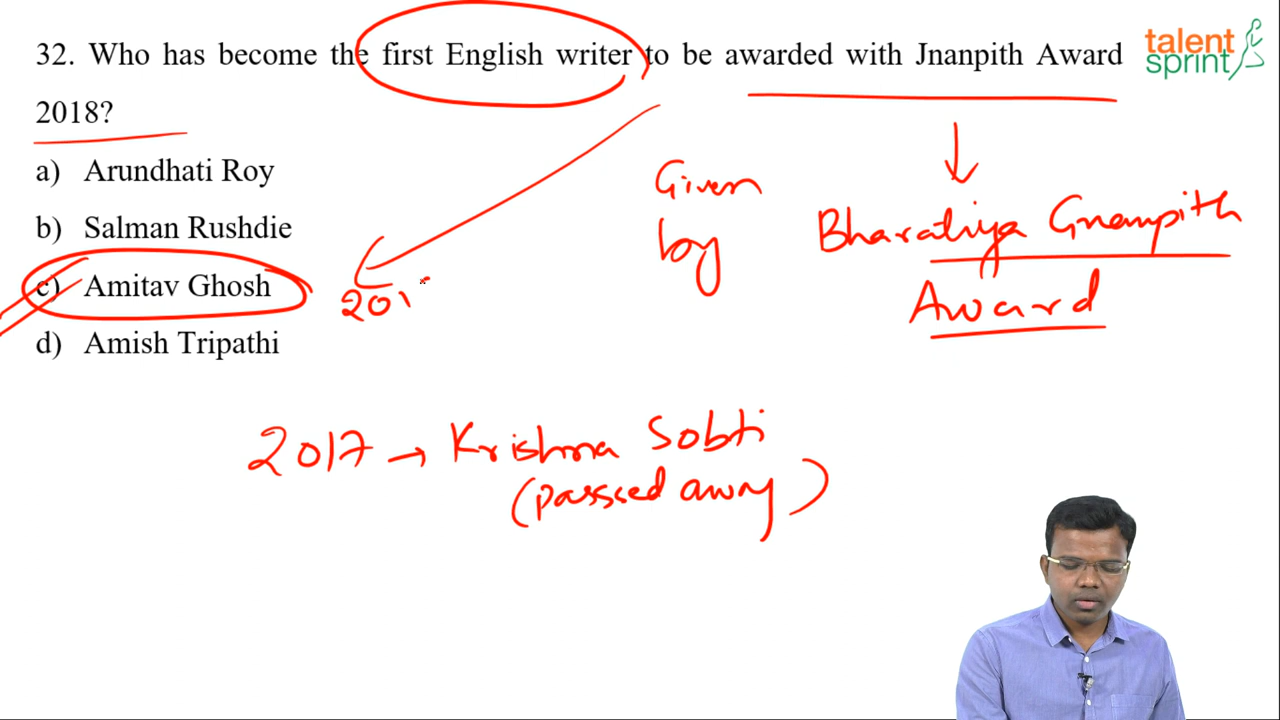 32. Who has become the first English writer to be awarded with Jnanpith Award
2018?
talent
sprint
a) Arundhati Roy
b) Salman Rushdie
c) Amitav Ghosh
d) Amish Tripathi
Given
by
Bharatiya Gnanpith
Award
201
2017 → Krishna Sobti
(passed away)